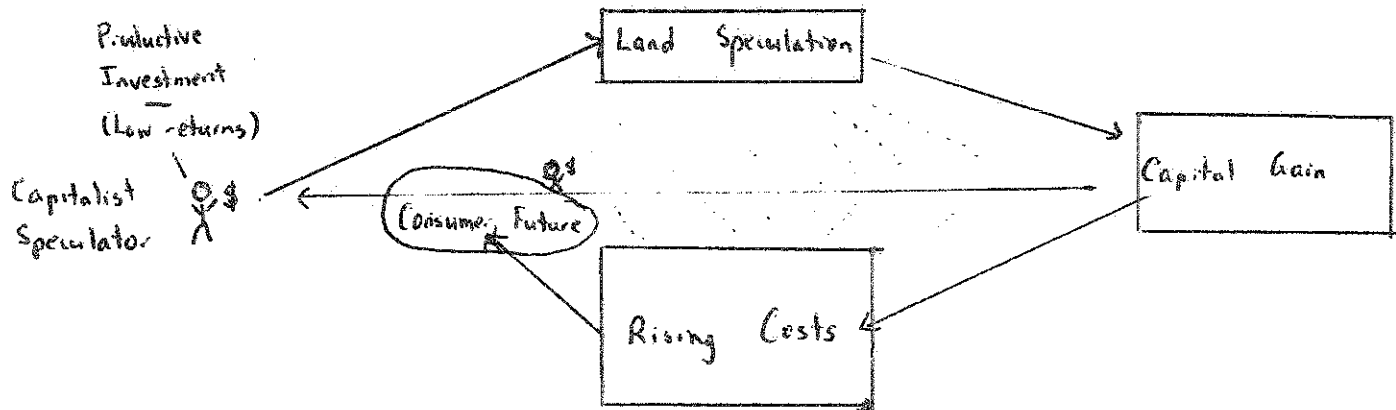 Productive
Investment
(Low returns)
Capitalist $
Speculator
Land Speculation
$
Consumer, Future
Capital Gain
Rising Costs